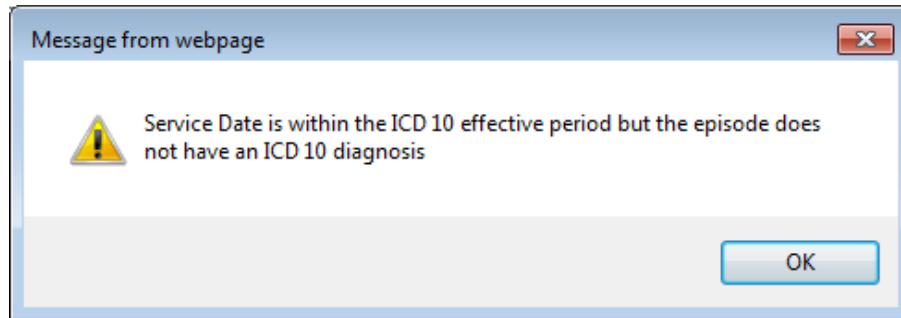 Message from webpage
Service Date is within the ICD 10 effective period but the episode does
not have an ICD 10 diagnosis
OK